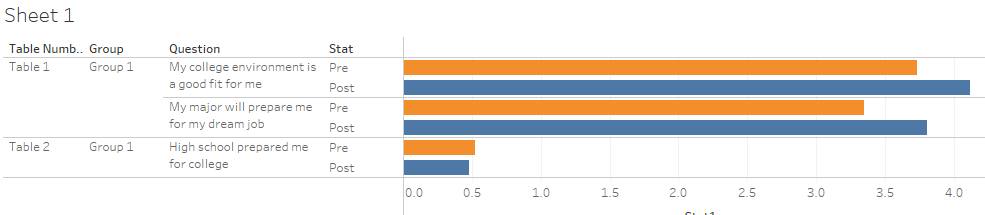 Sheet 1
Table Numb.. Group Question Stat
Table 1 Group 1 My college environment is Pre
a good fit for me Post
My major will prepare me Pre
for my dream job Post
Table 2 Group 1 High school prepared me Pre
for college Post
0.0 0.5 1.0 1.5 2.0 2.5 3.0 3.5 4.0